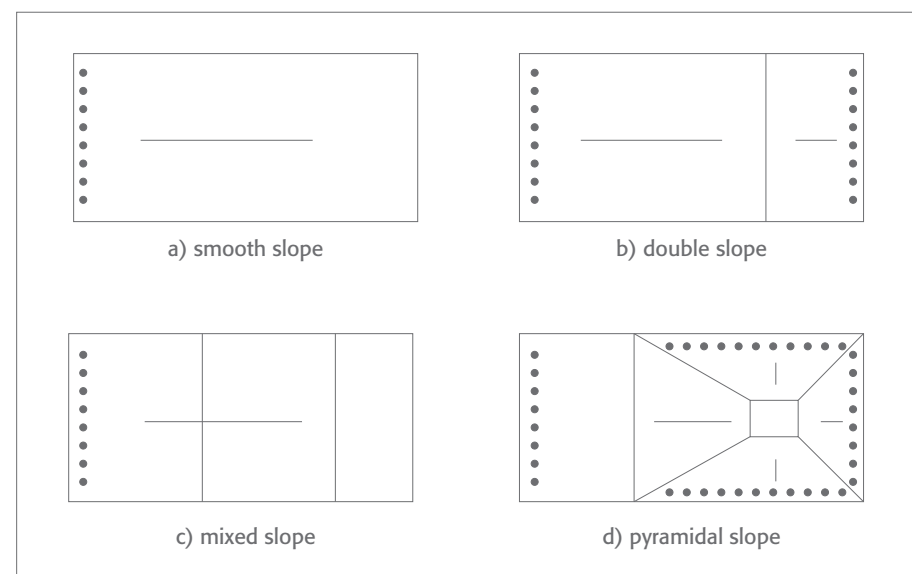 a) smooth slope
b) double slope
c) mixed slope
d) pyramidal slope